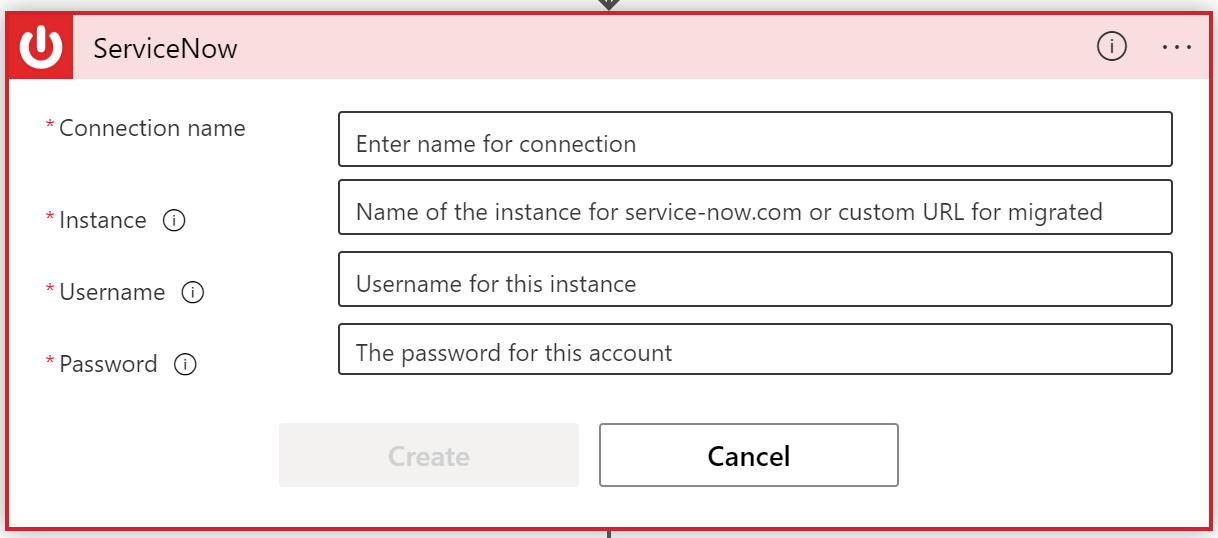 ServiceNow
* Connection name
Enter name for connection
* Instance
Name of the instance for service-now.com or custom URL for migrated
* Username
Username for this instance
* Password
The password for this account
Create
Cancel